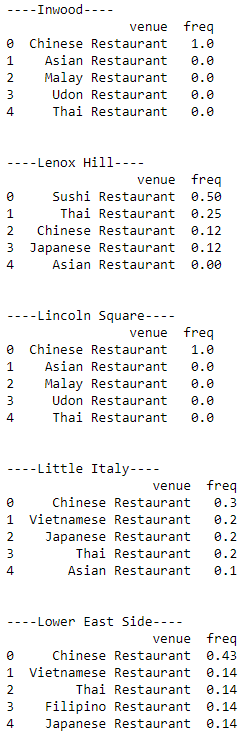 ----Inwood----
venue freq
0 Chinese Restaurant 1.0
1 Asian Restaurant 0.0
2 Malay Restaurant 0.0
3 Udon Restaurant 0.0
4 Thai Restaurant 0.0
----Lenox Hill----
venue freq
0 Sushi Restaurant 0.50
1 Thai Restaurant 0.25
2 Chinese Restaurant 0.12
3 Japanese Restaurant 0.12
4 Asian Restaurant 0.00
----Lincoln Square----
venue freq
0 Chinese Restaurant 1.0
1 Asian Restaurant 0.0
2 Malay Restaurant 0.0
3 Udon Restaurant 0.0
4 Thai Restaurant 0.0
----Little Italy----
venue freq
0 Chinese Restaurant 0.3
1 Vietnamese Restaurant 0.2
2 Japanese Restaurant 0.2
3 Thai Restaurant 0.2
4 Asian Restaurant 0.1
----Lower East Side----
venue freq
0 Chinese Restaurant 0.43
1 Vietnamese Restaurant 0.14
2 Thai Restaurant 0.14
3 Filipino Restaurant 0.14
4 Japanese Restaurant 0.14